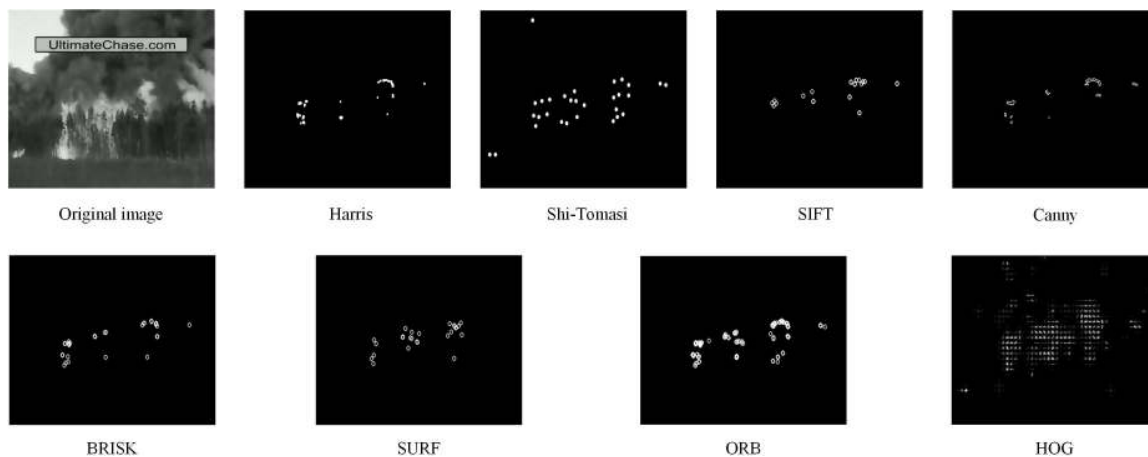 UltimateChase.com
Original image
Harris
Shi-Tomasi
SIFT
Canny
BRISK
SURF
ORB
HOG